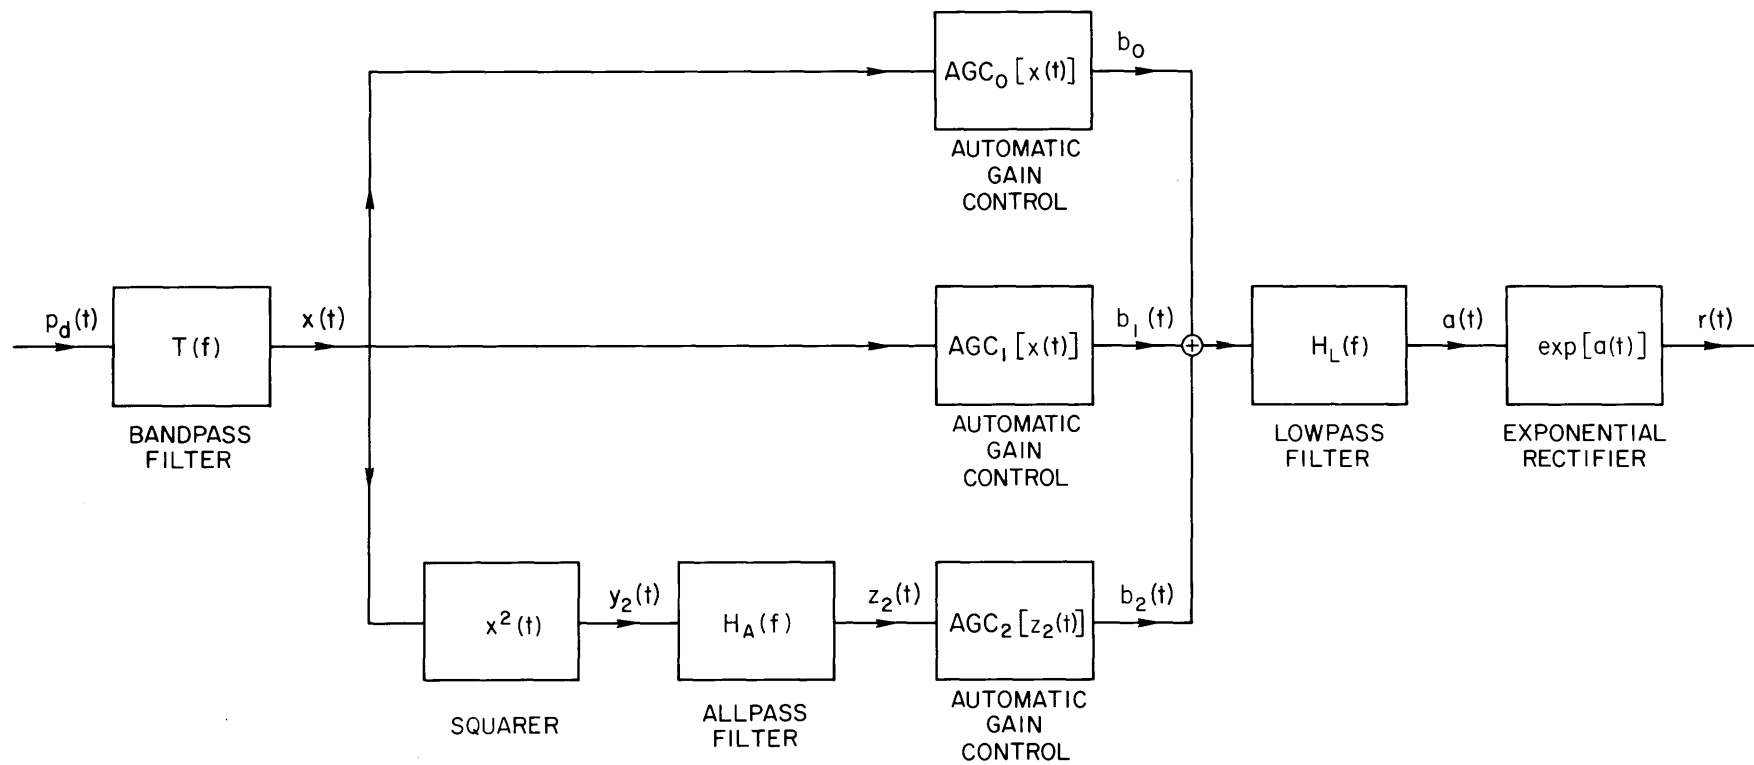 b₀
AGC₀[x(t)]
AUTOMATIC
GAIN
CONTROL
p_d(t)
T(f)
BANDPASS
FILTER
x(t)
AGC₁[x(t)]
AUTOMATIC
GAIN
CONTROL
b₁(t)
+
H_L(f)
LOWPASS
FILTER
a(t)
exp[a(t)]
EXPONENTIAL
RECTIFIER
r(t)
x²(t)
SQUARER
y₂(t)
H_A(f)
ALLPASS
FILTER
z₂(t)
AGC₂[z₂(t)]
AUTOMATIC
GAIN
CONTROL
b₂(t)